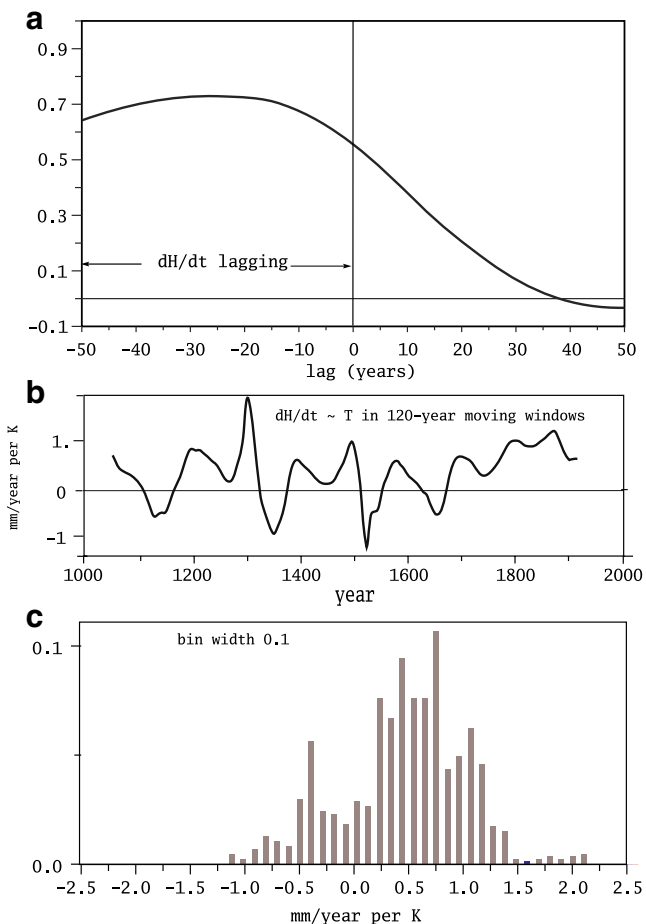 a
0.9
0.7
0.5
0.3
0.1
-0.1
dH/dt lagging
-50 -40 -30 -20 -10 0 10 20 30 40 50
lag (years)
b
dH/dt ~ T in 120-year moving windows
mm/year per K
1.
0
-1
1000 1200 1400 1600 1800 2000
year
c
bin width 0.1
0.1
0.0
-2.5 -2.0 -1.5 -1.0 -0.5 0.0 0.5 1.0 1.5 2.0 2.5
mm/year per K